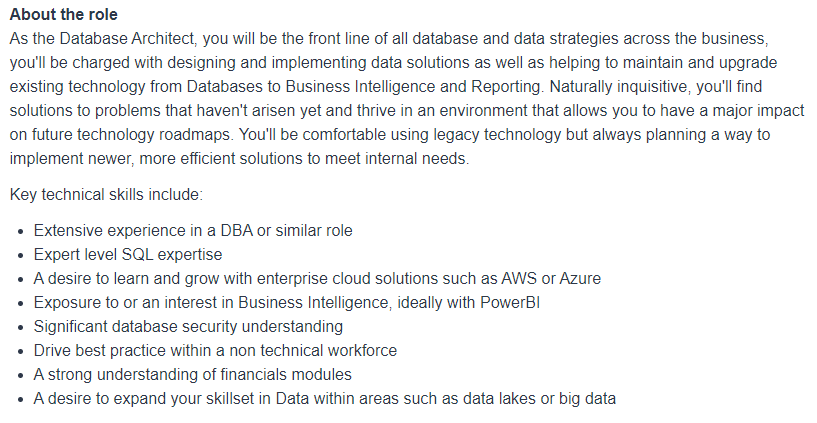 About the role
As the Database Architect, you will be the front line of all database and data strategies across the business,
you'll be charged with designing and implementing data solutions as well as helping to maintain and upgrade
existing technology from Databases to Business Intelligence and Reporting. Naturally inquisitive, you'll find
solutions to problems that haven't arisen yet and thrive in an environment that allows you to have a major impact
on future technology roadmaps. You'll be comfortable using legacy technology but always planning a way to
implement newer, more efficient solutions to meet internal needs.
Key technical skills include:
• Extensive experience in a DBA or similar role
• Expert level SQL expertise
• A desire to learn and grow with enterprise cloud solutions such as AWS or Azure
• Exposure to or an interest in Business Intelligence, ideally with PowerBI
• Significant database security understanding
• Drive best practice within a non technical workforce
• A strong understanding of financials modules
• A desire to expand your skillset in Data within areas such as data lakes or big data